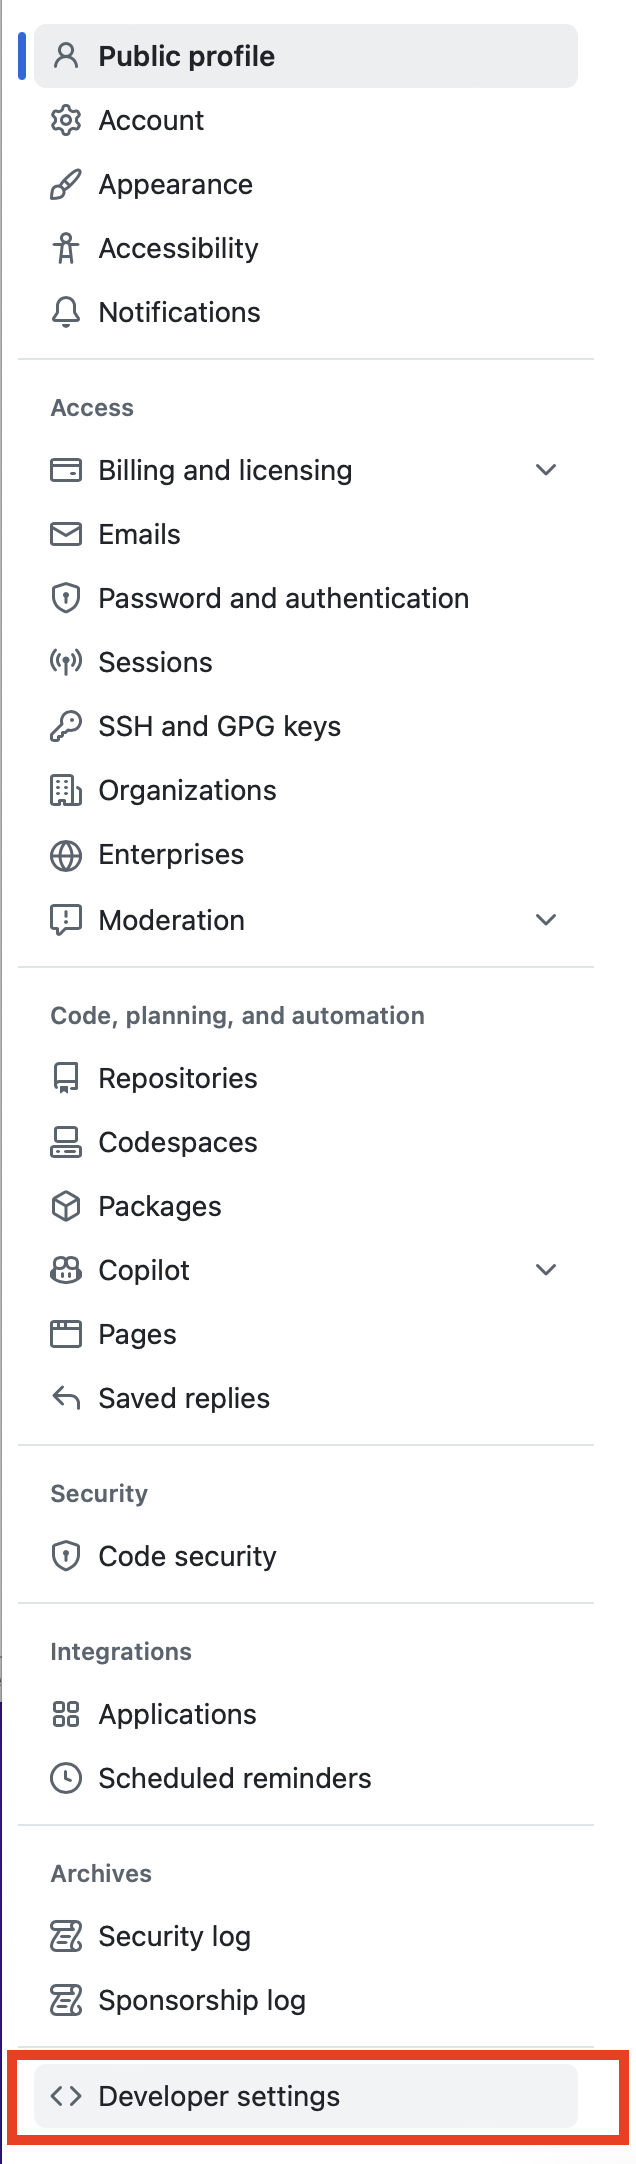 Public profile
Account
Appearance
Accessibility
Notifications
Access
Billing and licensing
Emails
Password and authentication
Sessions
SSH and GPG keys
Organizations
Enterprises
Moderation
Code, planning, and automation
Repositories
Codespaces
Packages
Copilot
Pages
Saved replies
Security
Code security
Integrations
Applications
Scheduled reminders
Archives
Security log
Sponsorship log
Developer settings